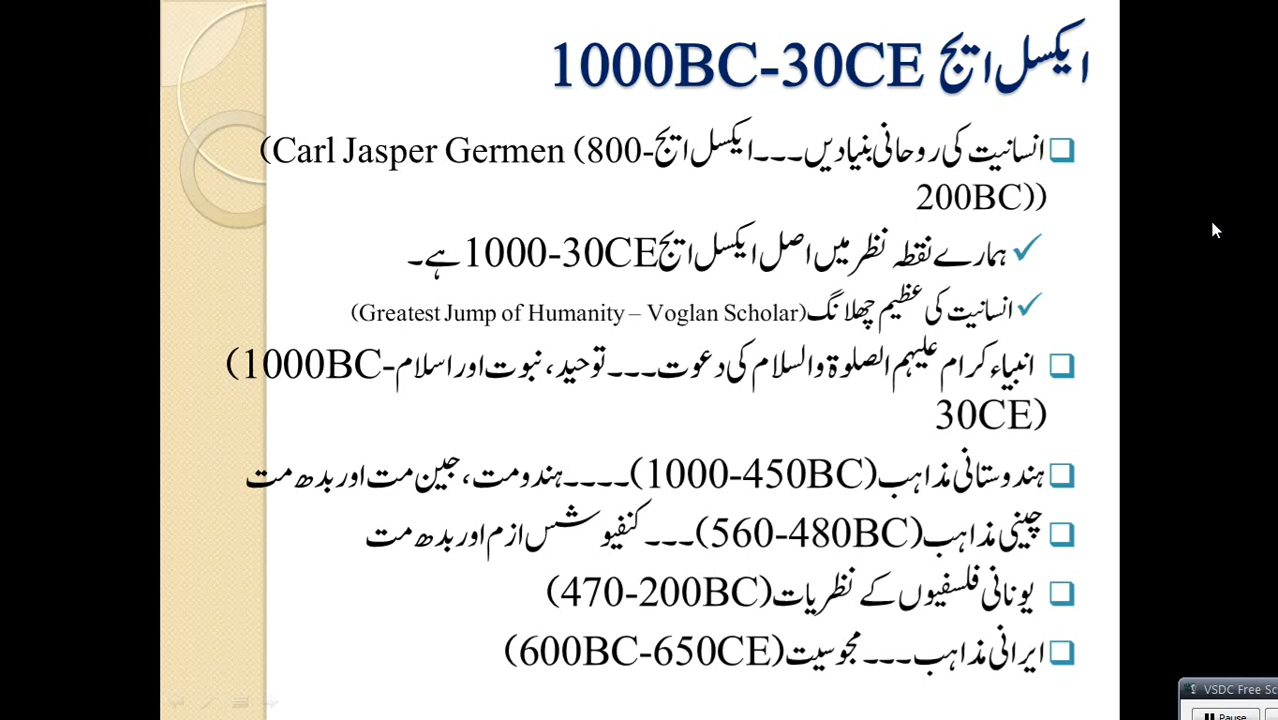 ایکسل ایج 1000BC-30CE
انسانیت کی روحانی بنیادیں۔۔۔ایکسل ایج-Carl Jasper Germen (800)
200BC))
ہمارے نقطہ نظر میں اصل ایکسل ایج1000-30CE ہے۔
انسانیت کی عظیم چھلانگ(Greatest Jump of Humanity – Voglan Scholar)
انبیاء کرام علیہم الصلوۃ والسلام کی دعوت۔۔۔توحید، نبوت اور اسلام-1000BC)
30CE)
ہندوستانی مذاہب(1000-450BC)۔۔۔۔ہندو مت، جین مت اور بدھ مت
چینی مذاہب(560-480BC)۔۔۔کنفیوشس ازم اور بدھ مت
یونانی فلسفیوں کے نظریات(470-200BC)
ایرانی مذاہب۔۔۔مجوسیت(600BC-650CE)
VSDC Free Sc
Pause